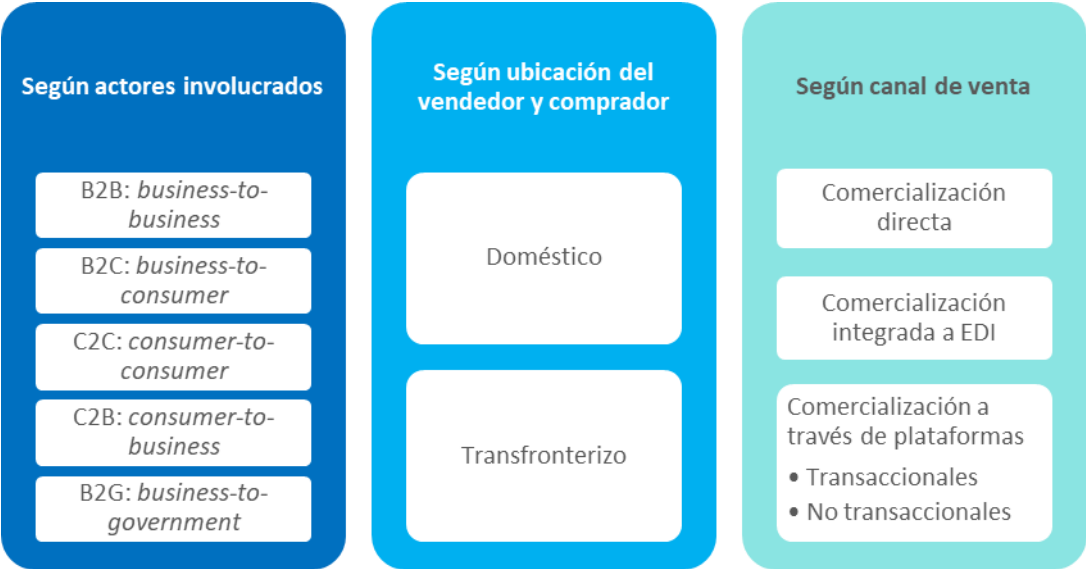 Según actores involucrados
B2B: business-to-
business
B2C: business-to-
consumer
C2C: consumer-to-
consumer
C2B: consumer-to-
business
B2G: business-to-
government
Según ubicación del
vendedor y comprador
Doméstico
Transfronterizo
Según canal de venta
Comercialización
directa
Comercialización
integrada a EDI
Comercialización a
través de plataformas
• Transaccionales
• No transaccionales